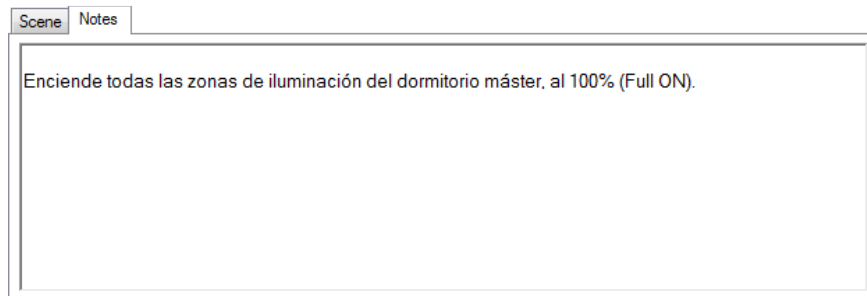 Scene Notes
Enciende todas las zonas de iluminación del dormitorio máster, al 100% (Full ON).